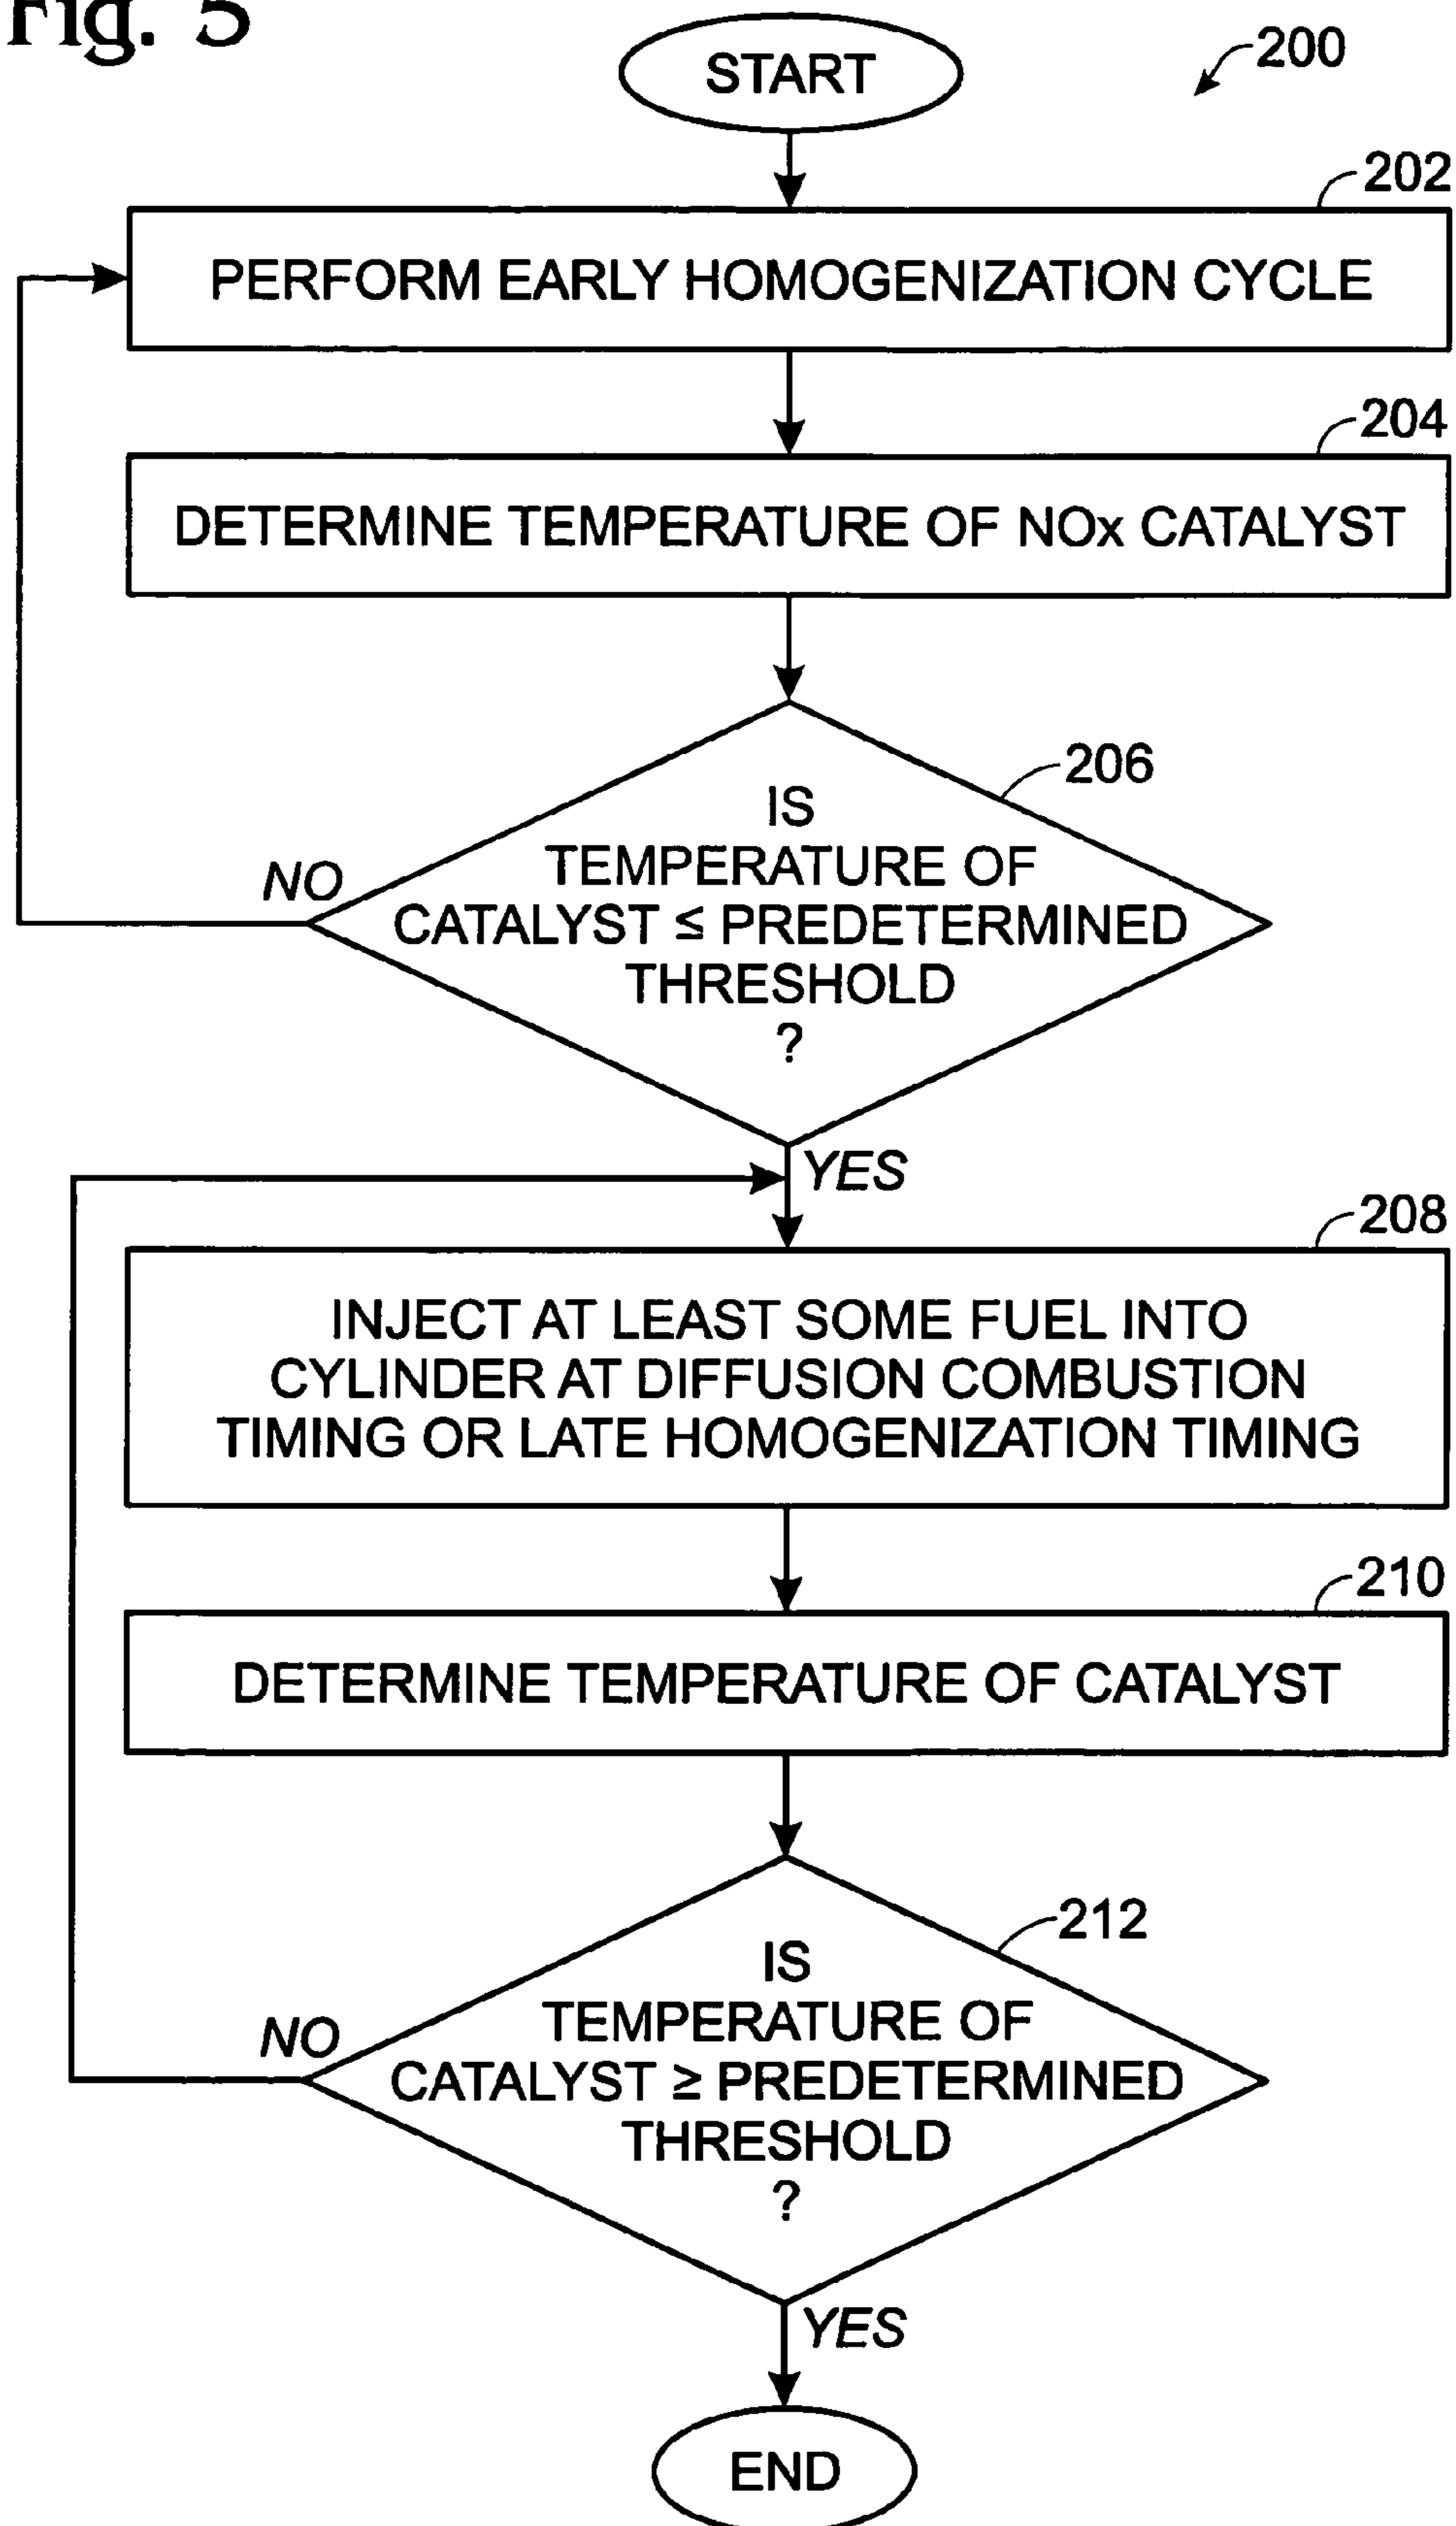 Fig. 5
START
200
202
PERFORM EARLY HOMOGENIZATION CYCLE
204
DETERMINE TEMPERATURE OF NOx CATALYST
206
IS
TEMPERATURE OF
CATALYST ≤ PREDETERMINED
THRESHOLD
?
NO
YES
208
INJECT AT LEAST SOME FUEL INTO
CYLINDER AT DIFFUSION COMBUSTION
TIMING OR LATE HOMOGENIZATION TIMING
210
DETERMINE TEMPERATURE OF CATALYST
212
IS
TEMPERATURE OF
CATALYST ≥ PREDETERMINED
THRESHOLD
?
NO
YES
END